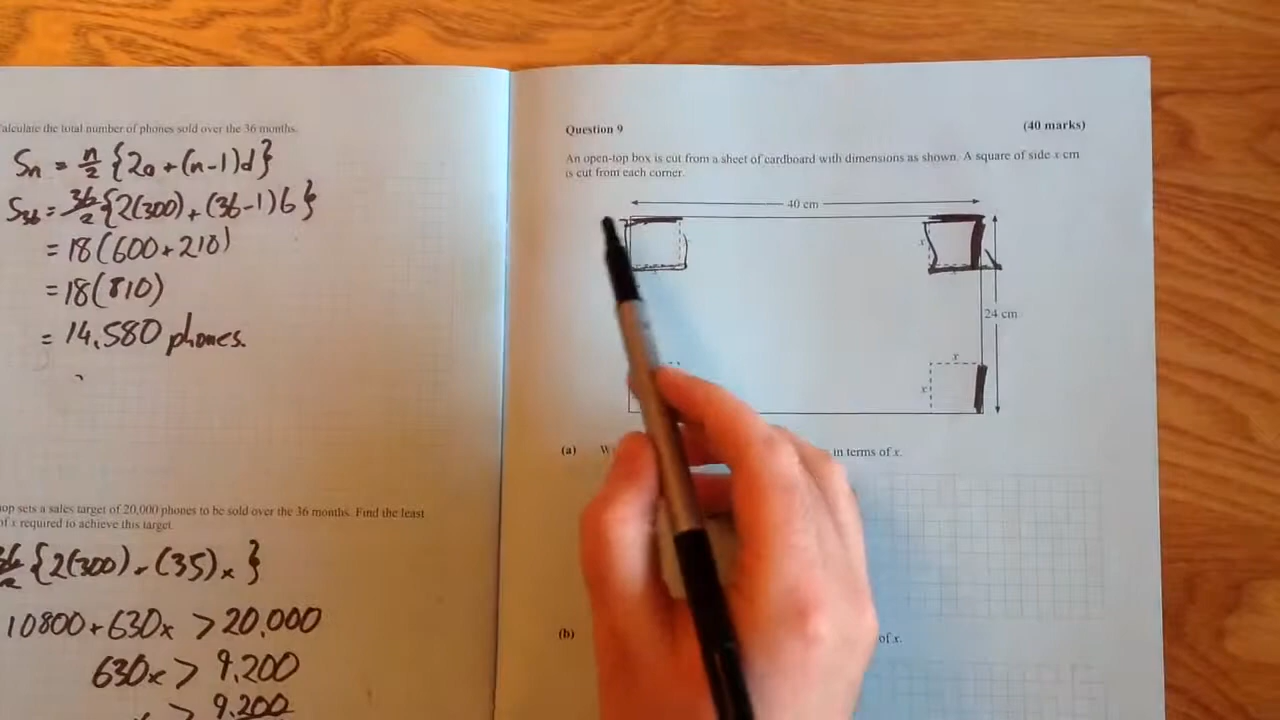 alculate the total number of phones sold over the 36 months.
Sn = n/2 {2a + (n-1)d}
S36 = 36/2 {2(300) + (36-1)6}
= 18(600+210)
= 18(810)
= 14,580 phones.
op sets a sales target of 20,000 phones to be sold over the 36 months. Find the least
of x required to achieve this target.
36/2 {2(300) + (35)x}
10800+630x > 20,000
630x > 9,200
x > 9,200
Question 9
(40 marks)
An open-top box is cut from a sheet of cardboard with dimensions as shown. A square of side x cm
is cut from each corner.
40 cm
x
24 cm
x
x
(a) W
in terms of x.
(b)
of x.